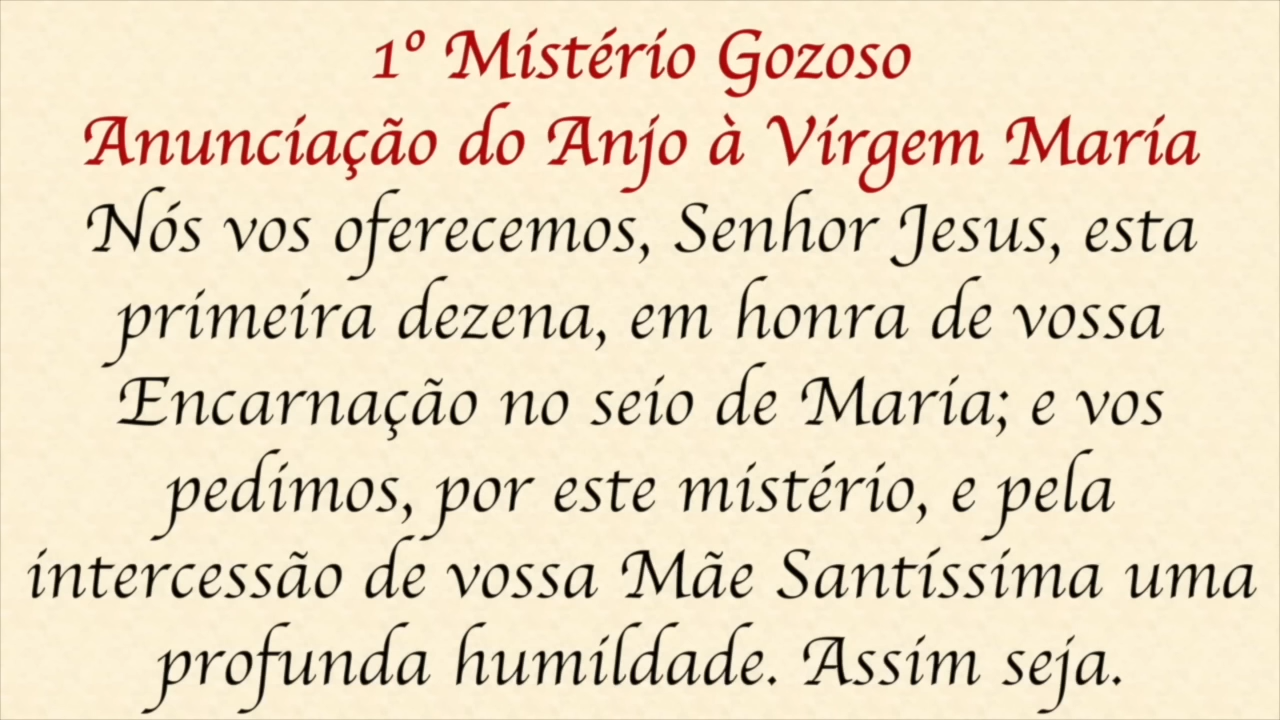 1º Mistério Gozoso
Anunciação do Anjo à Virgem Maria
Nós vos oferecemos, Senhor Jesus, esta
primeira dezena, em honra de vossa
Encarnação no seio de Maria; e vos
pedimos, por este mistério, e pela
intercessão de vossa Mãe Santíssima uma
profunda humildade. Assim seja.